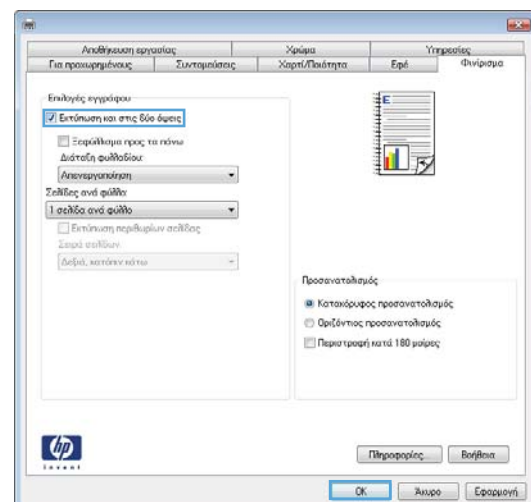 Αποθήκευση εργασίας Χρώμα Υπηρεσίες
Για προχωρημένους Συντομεύσεις Χαρτί/Ποιότητα Εφέ Φινίρισμα
Επιλογές εγγράφου
Εκτύπωση και στις δύο όψεις
Ξεφύλλισμα προς τα πάνω
Διάταξη φυλλαδίου:
Απενεργοποίηση
Σελίδες ανά φύλλο:
1 σελίδα ανά φύλλο
Εκτύπωση περιθωρίων σελίδας
Σειρά σελίδων:
Δεξιά, κατόπιν κάτω
E
Προσανατολισμός
Κατακόρυφος προσανατολισμός
Οριζόντιος προσανατολισμός
Περιστροφή κατά 180 μοίρες
hp
invent
Πληροφορίες... Βοήθεια
OK Άκυρο Εφαρμογή